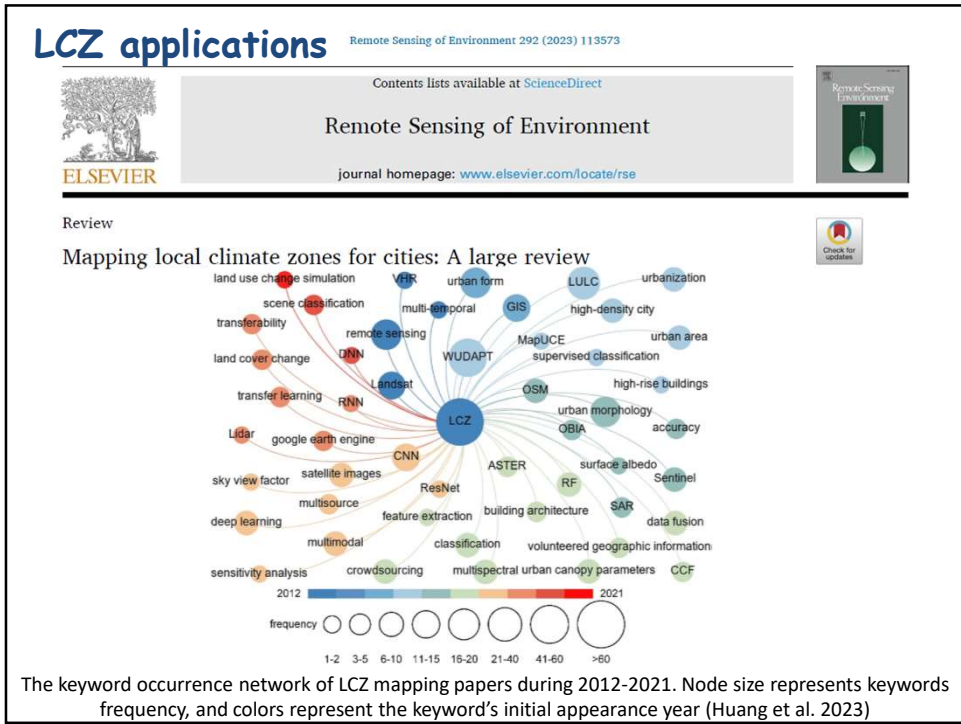 LCZ applications
Remote Sensing of Environment 292 (2023) 113573
Contents lists available at ScienceDirect
Remote Sensing of Environment
journal homepage: www.elsevier.com/locate/rse
ELSEVIER
Remote Sensing
Environment
Review
Check for
updates
Mapping local climate zones for cities: A large review
land use change simulation
VHR
urban form
LULC
urbanization
scene classification
multi-temporal
GIS
high-density city
transferability
remote sensing
MapUCE
urban area
land cover change
DNN
WUDAPT
supervised classification
transfer learning
Landsat
OSM
high-rise buildings
RNN
LCZ
urban morphology
Lidar
google earth engine
OBIA
accuracy
CNN
ASTER
surface albedo
sky view factor
satellite images
ResNet
RF
Sentinel
multisource
feature extraction
building architecture
SAR
deep learning
data fusion
multimodal
classification
volunteered geographic information
sensitivity analysis
crowdsourcing
multispectral
urban canopy parameters
CCF
2012
2021
frequency
1-2 3-5 6-10 11-15 16-20 21-40 41-60 >60
The keyword occurrence network of LCZ mapping papers during 2012-2021. Node size represents keywords
frequency, and colors represent the keyword's initial appearance year (Huang et al. 2023)